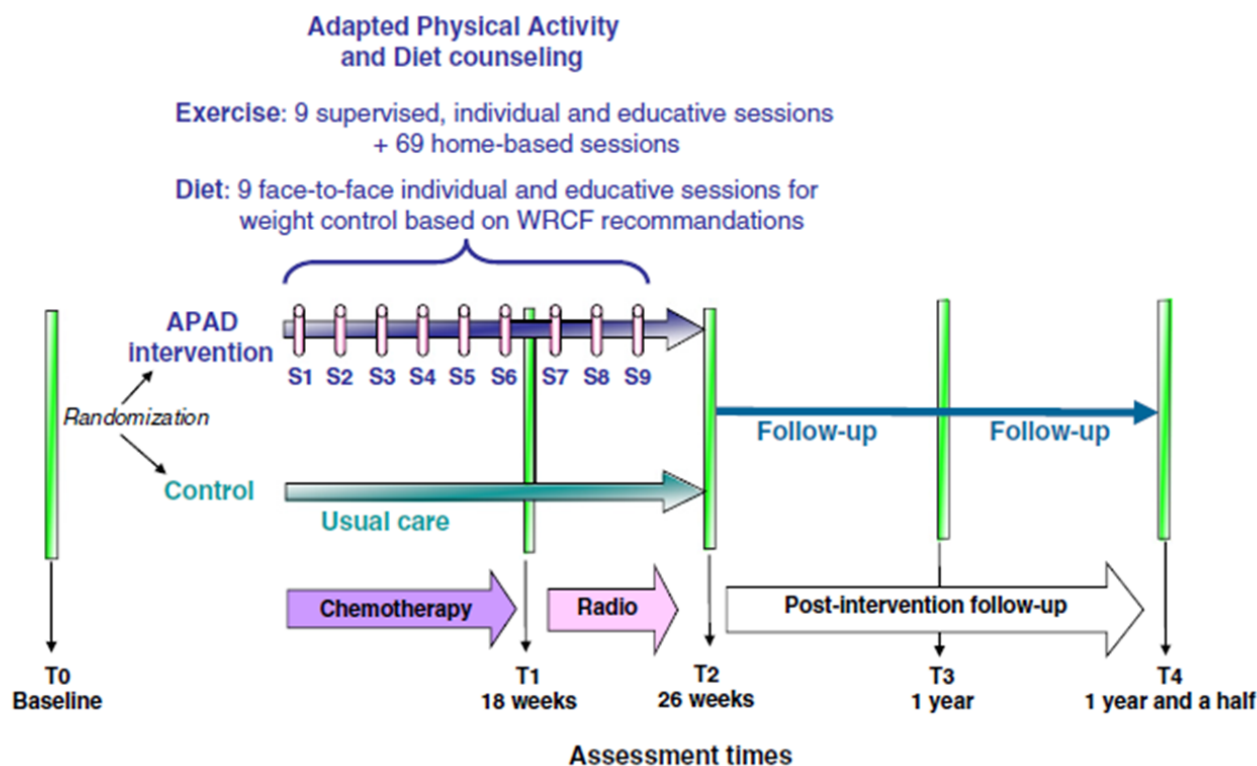 Adapted Physical Activity
and Diet counseling
Exercise: 9 supervised, individual and educative sessions
+ 69 home-based sessions
Diet: 9 face-to-face individual and educative sessions for
weight control based on WRCF recommandations
APAD
intervention
S1 S2 S3 S4 S5 S6 S7 S8 S9
Randomization
Follow-up Follow-up
Control
Usual care
Chemotherapy Radio Post-intervention follow-up
T0 T1 T2 T3 T4
Baseline 18 weeks 26 weeks 1 year 1 year and a half
Assessment times